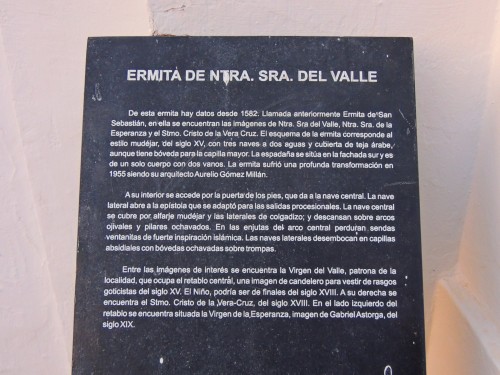 ERMITA DE NTRA. SRA. DEL VALLE
De esta ermita hay datos desde 1582. Llamada anteriormente Ermita de San
Sebastián, en ella se encuentran las imágenes de Ntra. Sra del Valle, Ntra. Sra. de la
Esperanza y el Stmo. Cristo de la Vera Cruz. El esquema de la ermita corresponde al
estilo mudéjar, del siglo XV, con tres naves a dos aguas y cubierta de teja árabe,
aunque tiene bóveda para la capilla mayor. La espadaña se sitúa en la fachada sur y es
de un solo cuerpo con dos vanos. La ermita sufrió una profunda transformación en
1955 siendo su arquitecto Aurelio Gómez Millán.
A su interior se accede por la puerta de los pies, que da a la nave central. La nave
lateral abre a la epístola que se adaptó para las salidas procesionales. La nave central
se cubre por alfarje mudéjar y las laterales de colgadizo; y descansan sobre arcos
ojivales y pilares ochavados. En las enjutas del arco central perduran sendas
ventanitas de fuerte inspiración islámica. Las naves laterales desembocan en capillas
absidiales con bóvedas ochavadas sobre trompas.
Entre las imágenes de interés se encuentra la Virgen del Valle, patrona de la
localidad, que ocupa el retablo central, una imagen de candelero para vestir de rasgos
goticistas del siglo XV. El Niño, podría ser de finales del siglo XVIII. A su derecha se
encuentra el Stmo. Cristo de la Vera-Cruz, del siglo XVIII. En el lado izquierdo del
retablo se encuentra situada la Virgen de la Esperanza, imagen de Gabriel Astorga, del
siglo XIX.